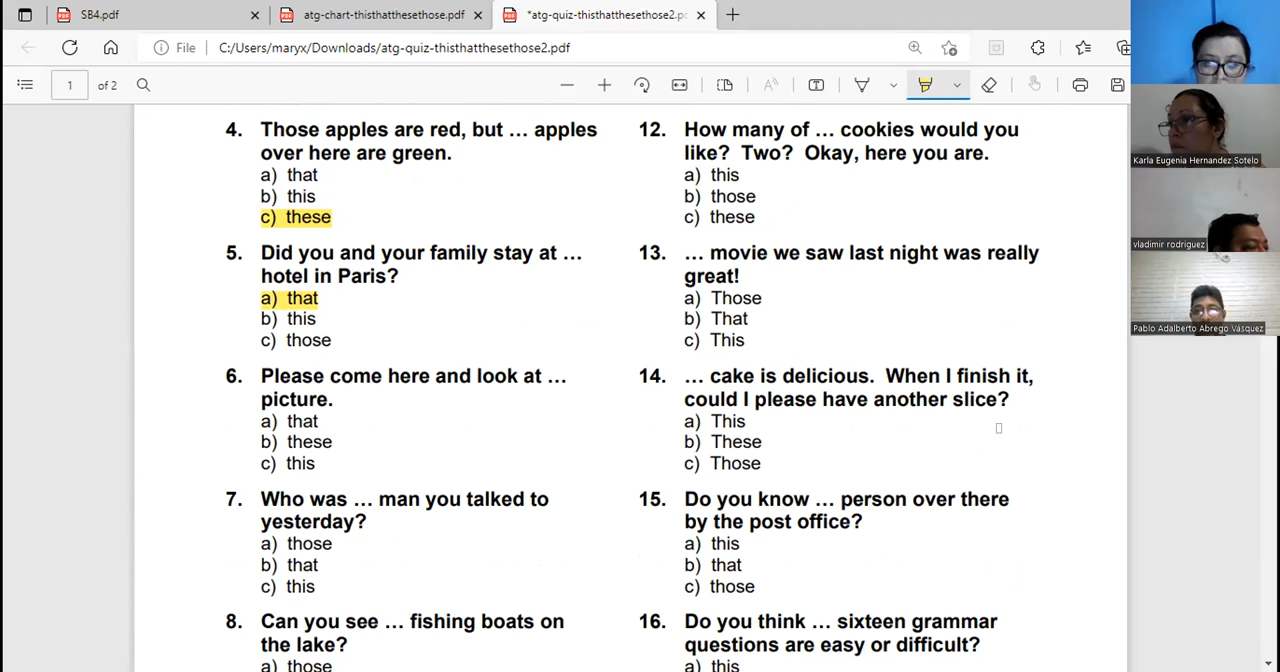 SB4.pdf
atg-chart-thisthatthesethose.pdf
*atg-quiz-thisthatthesethose2.pc
File
C:/Users/maryx/Downloads/atg-quiz-thisthatthesethose2.pdf
1 of 2
4. Those apples are red, but ... apples
over here are green.
a) that
b) this
c) these
5. Did you and your family stay at ...
hotel in Paris?
a) that
b) this
c) those
6. Please come here and look at ...
picture.
a) that
b) these
c) this
7. Who was ... man you talked to
yesterday?
a) those
b) that
c) this
8. Can you see ... fishing boats on
the lake?
a) those
12. How many of ... cookies would you
like? Two? Okay, here you are.
a) this
b) those
c) these
13. ... movie we saw last night was really
great!
a) Those
b) That
c) This
14. ... cake is delicious. When I finish it,
could I please have another slice?
a) This
b) These
c) Those
15. Do you know ... person over there
by the post office?
a) this
b) that
c) those
16. Do you think ... sixteen grammar
questions are easy or difficult?
a) this
Karla Eugenia Hernandez Sotelo
vladimir rodriguez
Pablo Adalberto Abrego Vásquez